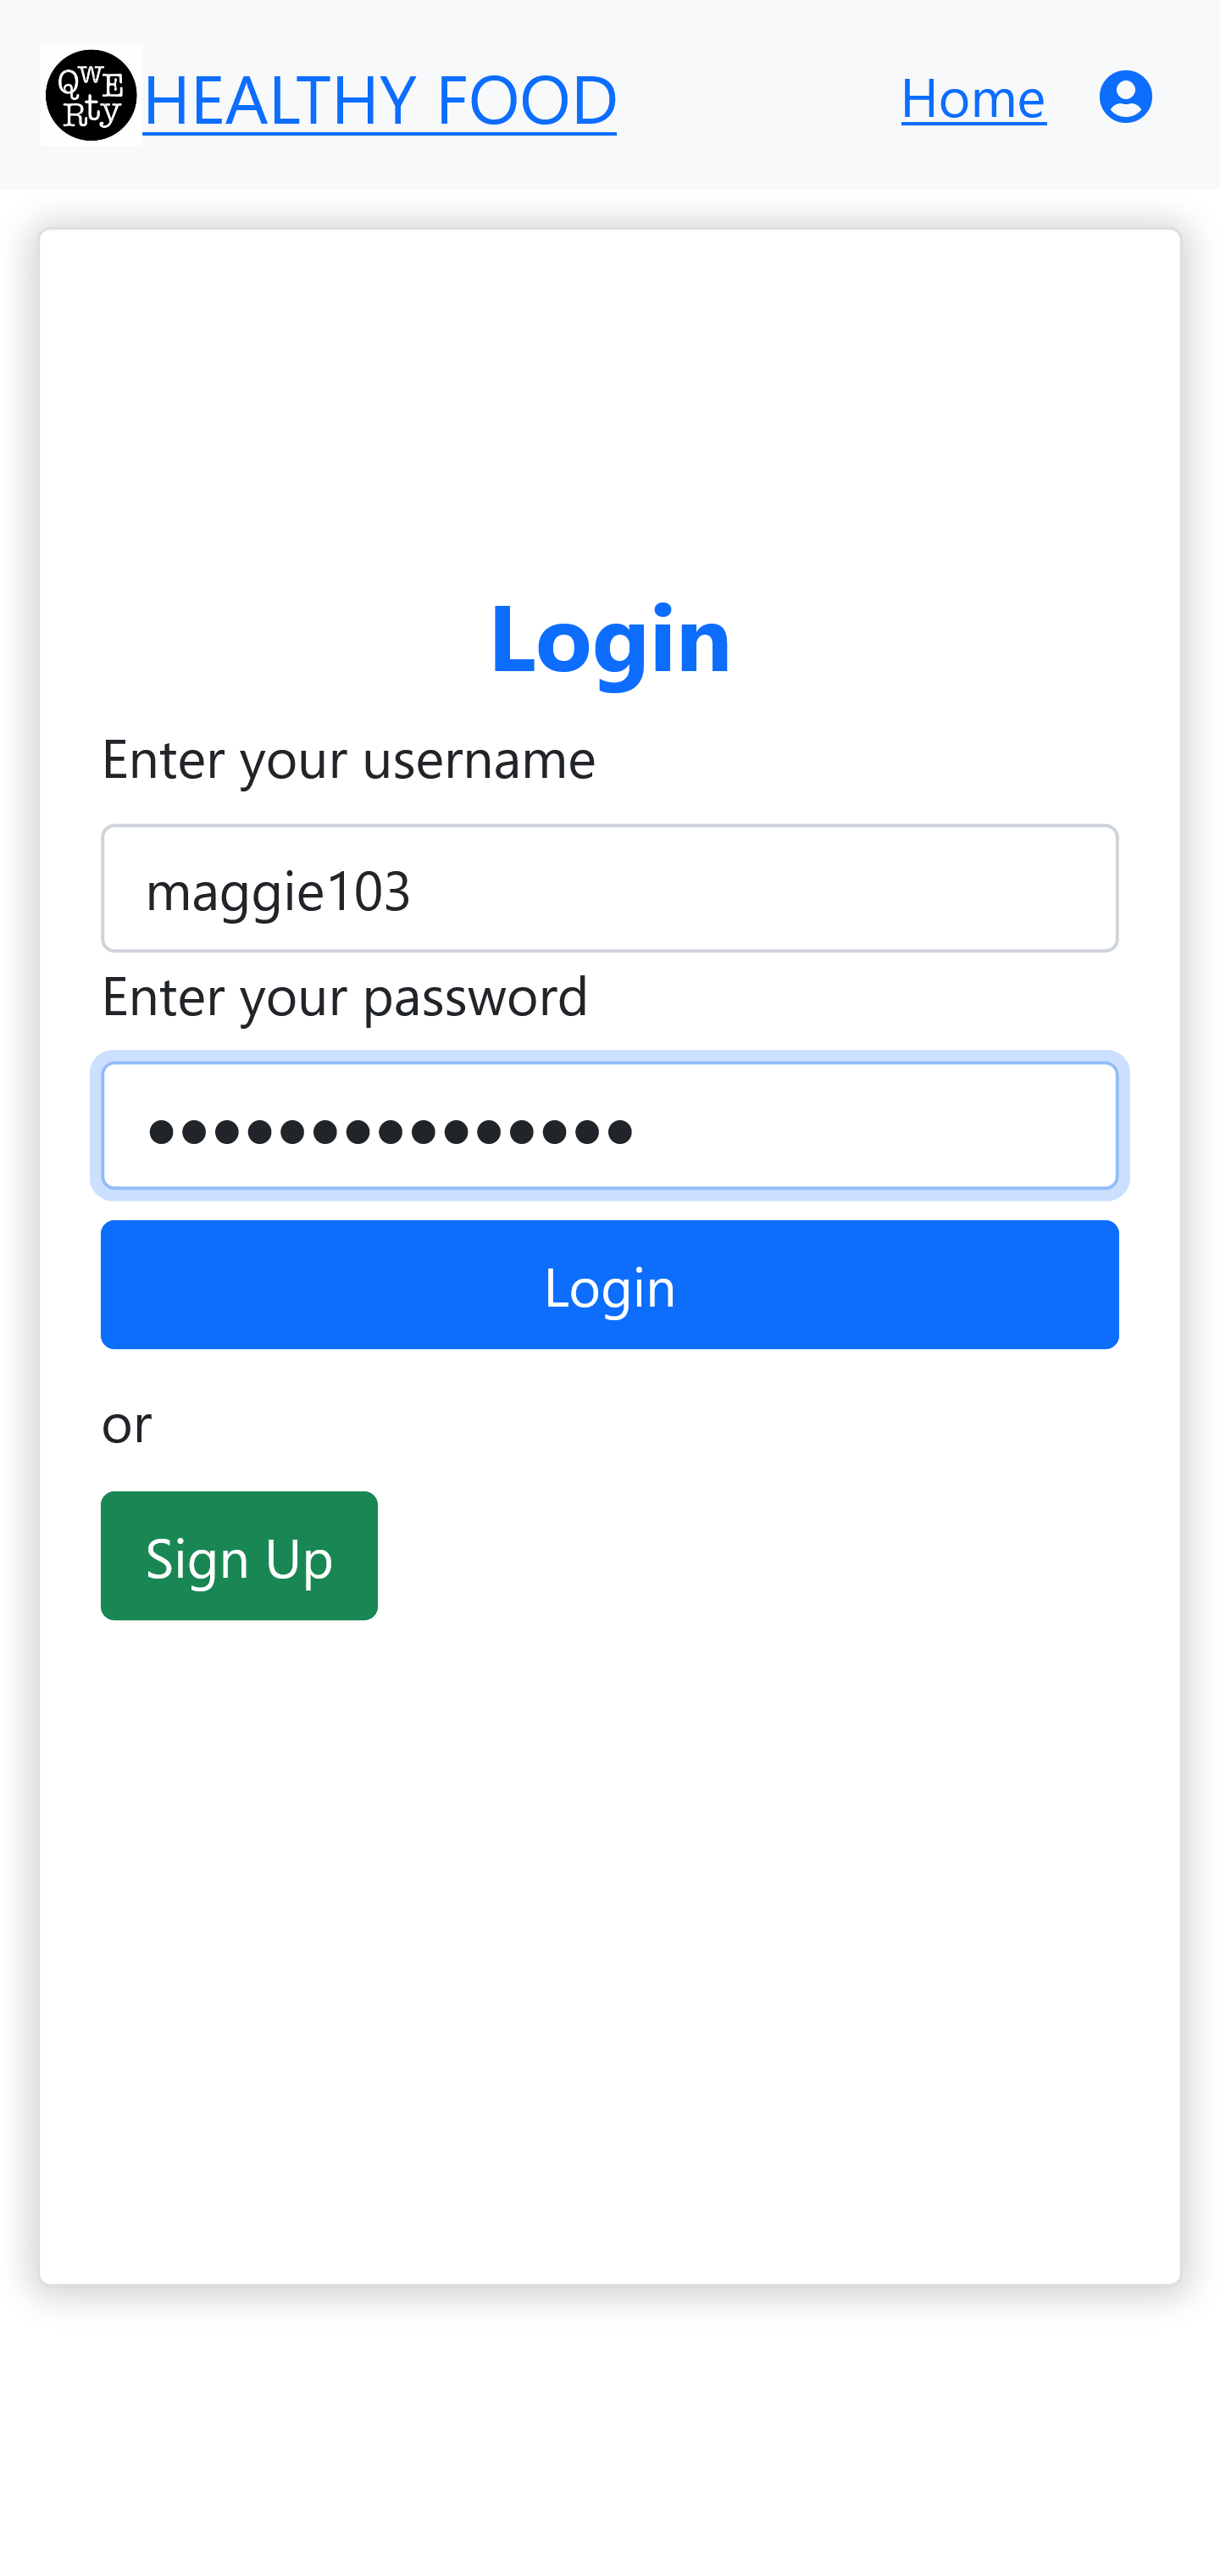 QWERty
HEALTHY FOOD
Home
Login
Enter your username
maggie103
Enter your password
•••••••••••••••
Login
or
Sign Up